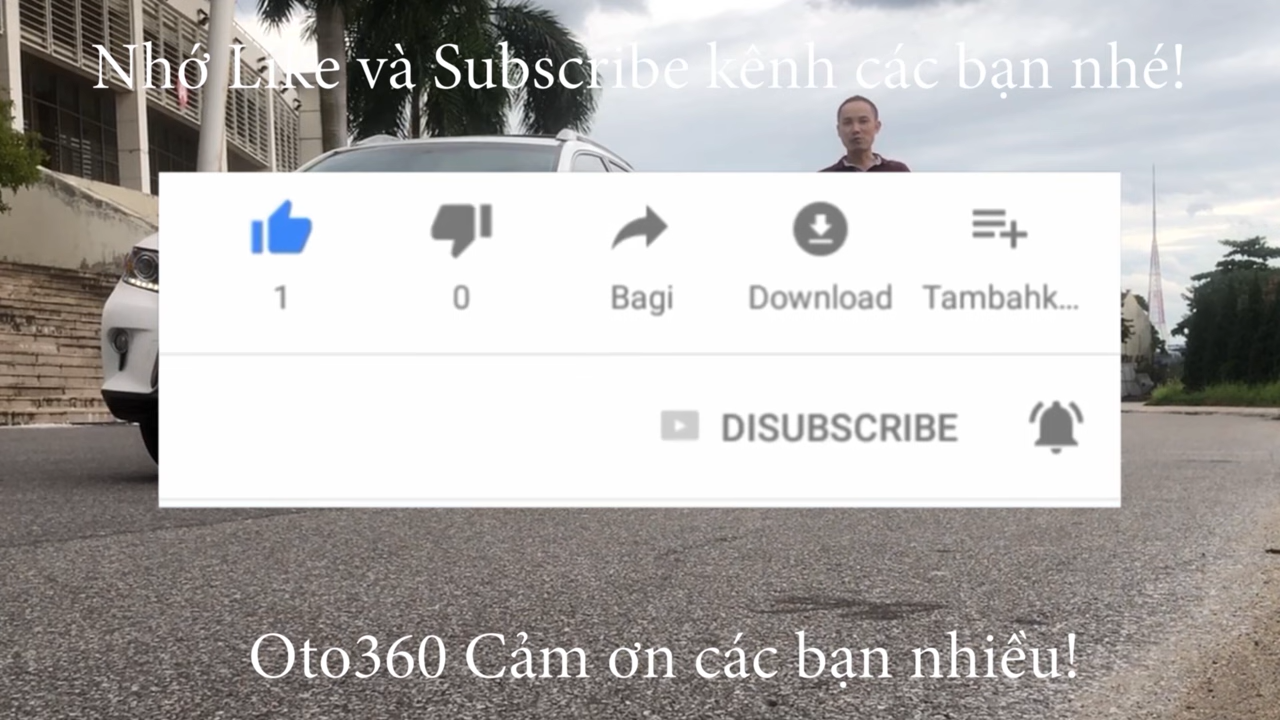 Nhớ Like và Subscribe kênh các bạn nhé!
1 0 Bagi Download Tambahk...
DISUBSCRIBE
Oto360 Cảm ơn các bạn nhiều!